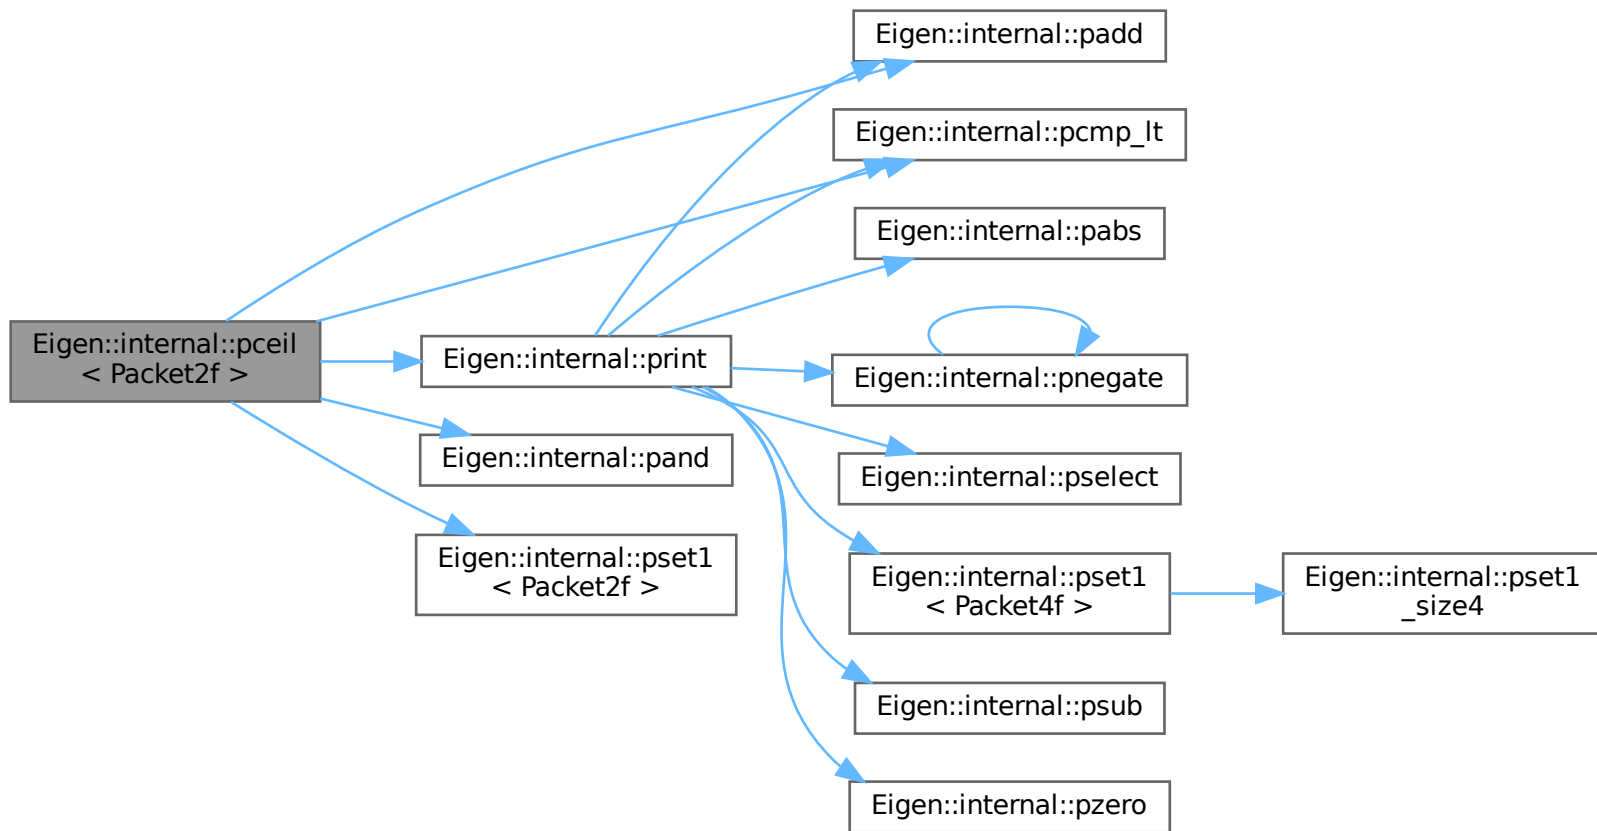 Eigen::internal::padd
Eigen::internal::pcmp_lt
Eigen::internal::pabs
Eigen::internal::pceil
< Packet2f >
Eigen::internal::print
Eigen::internal::pnegate
Eigen::internal::pand
Eigen::internal::pselect
Eigen::internal::pset1
< Packet2f >
Eigen::internal::pset1
< Packet4f >
Eigen::internal::pset1
_size4
Eigen::internal::psub
Eigen::internal::pzero